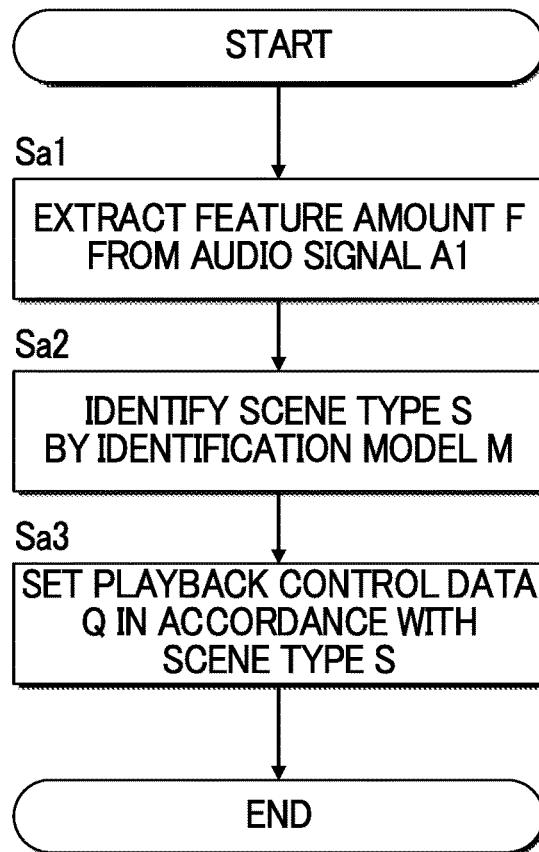 START
Sa1
EXTRACT FEATURE AMOUNT F
FROM AUDIO SIGNAL A1
Sa2
IDENTIFY SCENE TYPE S
BY IDENTIFICATION MODEL M
Sa3
SET PLAYBACK CONTROL DATA
Q IN ACCORDANCE WITH
SCENE TYPE S
END